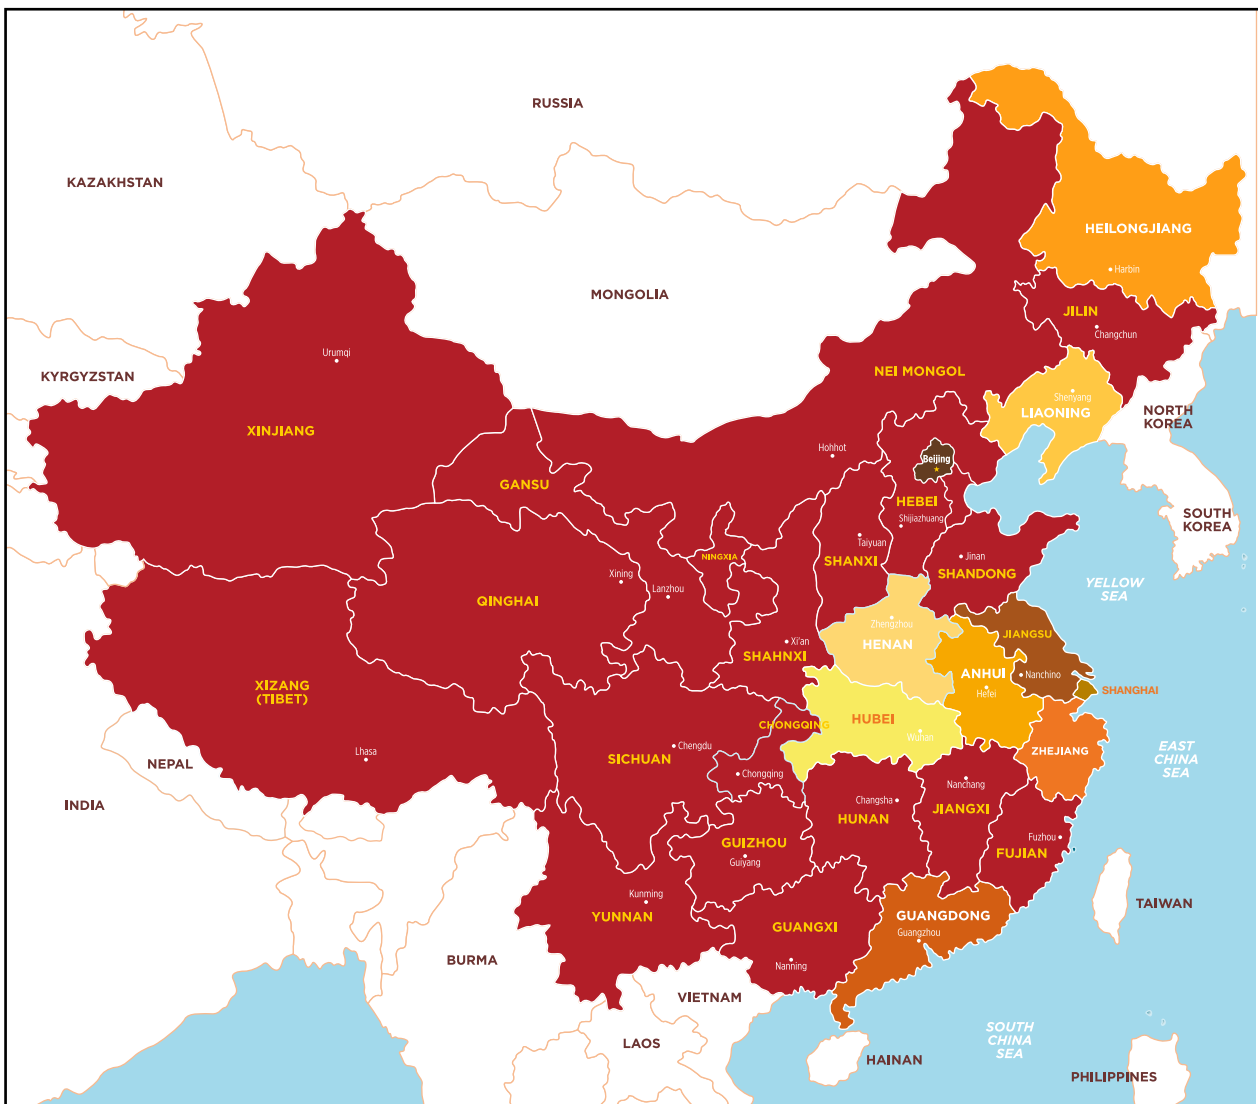 RUSSIA
KAZAKHSTAN
HEILONGJIANG
Harbin
MONGOLIA
JILIN
Changchun
Urumqi
KYRGYZSTAN
NEI MONGOL
Shenyang
LIAONING
NORTH
KOREA
XINJIANG
Hohhot
Beijing
GANSU
HEBEI
Shijiazhuang
SOUTH
KOREA
Taiyuan
NINGXIA
SHANXI
Jinan
SHANDONG
Xining
Lanzhou
QINGHAI
YELLOW
SEA
Zhengzhou
HENAN
JIANGSU
Xi'an
SHAHNXI
ANHUI
Nanchino
Hefei
SHANGHAI
XIZANG
(TIBET)
CHONGQING
HUBEI
Wuhan
Chengdu
SICHUAN
ZHEJIANG
EAST
CHINA
SEA
Lhasa
NEPAL
Chongqing
Nanchang
INDIA
Changsha
HUNAN
JIANGXI
GUIZHOU
Guiyang
Fuzhou
FUJIAN
Kunming
YUNNAN
GUANGXI
GUANGDONG
Guangzhou
TAIWAN
BURMA
Nanning
VIETNAM
LAOS
SOUTH
CHINA
SEA
HAINAN
PHILIPPINES